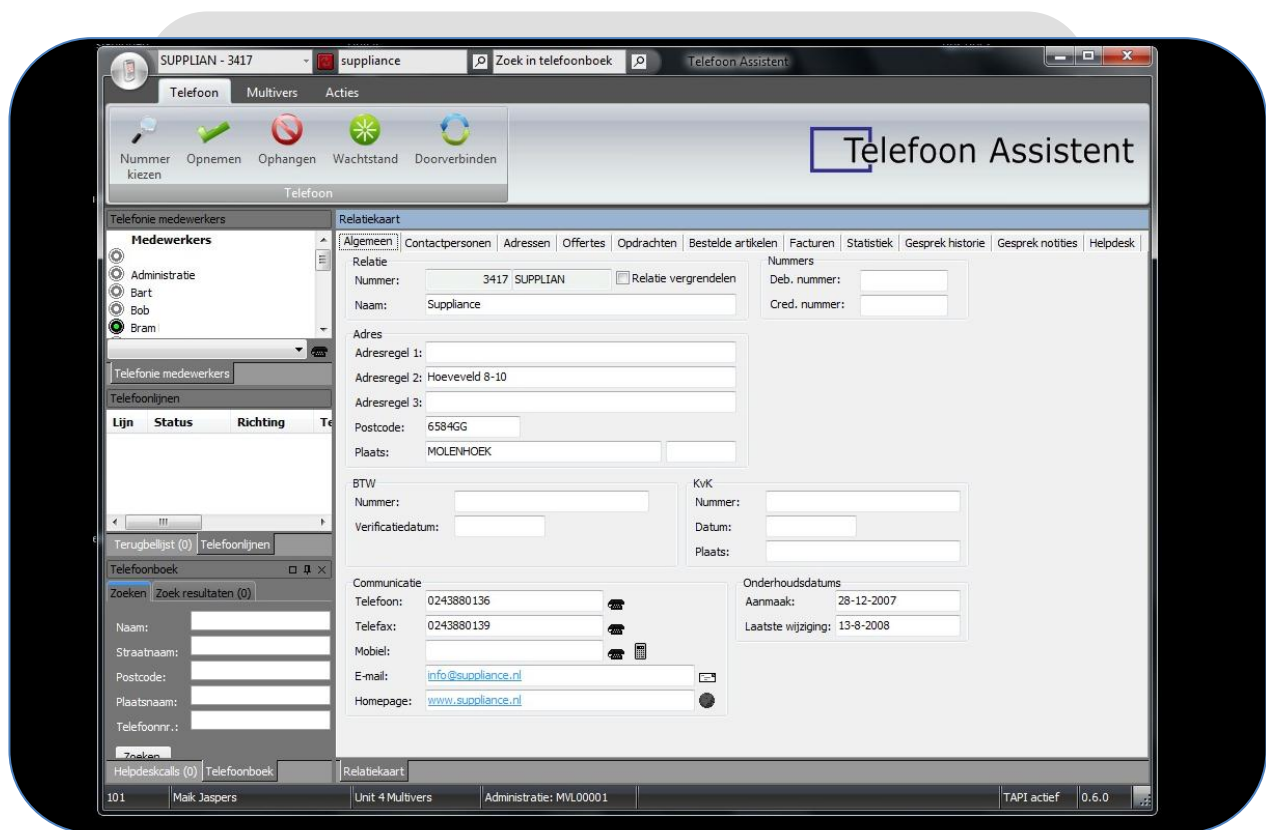 SUPPLIAN - 3417
suppliance
Zoek in telefoonboek
Telefoon Assistent
Telefoon
Multivers
Acties
Nummer kiezen
Opnemen
Ophangen
Wachtstand
Doorverbinden
Telefoon
Telefoon Assistent
Telefonie medewerkers
Medewerkers
Administratie
Bart
Bob
Bram
Telefonie medewerkers
Telefoonlijnen
Lijn Status Richting Te
Terugbellijst (0) Telefoonlijnen
Telefoonboek
Zoeken Zoek resultaten (0)
Naam:
Straatnaam:
Postcode:
Plaatsnaam:
Telefoonnr.:
Zoeken
Helpdeskcalls (0) Telefoonboek
Relatiekaart
Algemeen Contactpersonen Adressen Offertes Opdrachten Bestelde artikelen Facturen Statistiek Gesprek historie Gesprek notities Helpdesk
Relatie
Nummer: 3417 SUPPLIAN Relatie vergrendelen
Naam: Suppliance
Nummers
Deb. nummer:
Cred. nummer:
Adres
Adresregel 1:
Adresregel 2: Hoeveveld 8-10
Adresregel 3:
Postcode: 6584GG
Plaats: MOLENHOEK
BTW
Nummer:
Verificatiedatum:
KvK
Nummer:
Datum:
Plaats:
Communicatie
Telefoon: 0243880136
Telefax: 0243880139
Mobiel:
E-mail: info@suppliance.nl
Homepage: www.suppliance.nl
Onderhoudsdatums
Aanmaak: 28-12-2007
Laatste wijziging: 13-8-2008
Relatiekaart
101 Maik Jaspers Unit 4 Multivers Administratie: MVL00001 TAPI actief 0.6.0